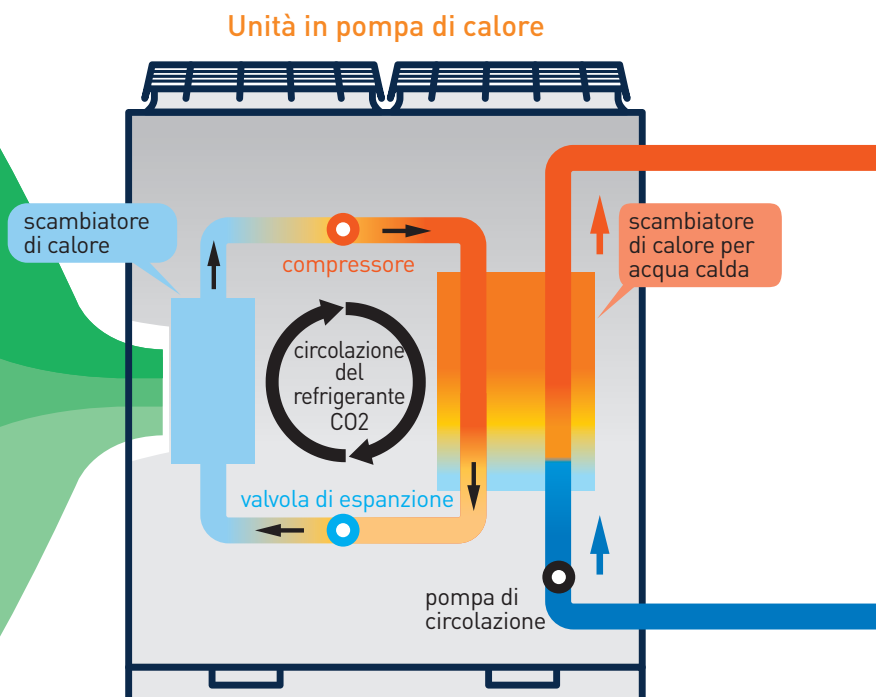 Unità in pompa di calore
scambiatore
di calore
compressore
scambiatore
di calore per
acqua calda
circolazione
del
refrigerante
CO2
valvola di espanzione
pompa di
circolazione